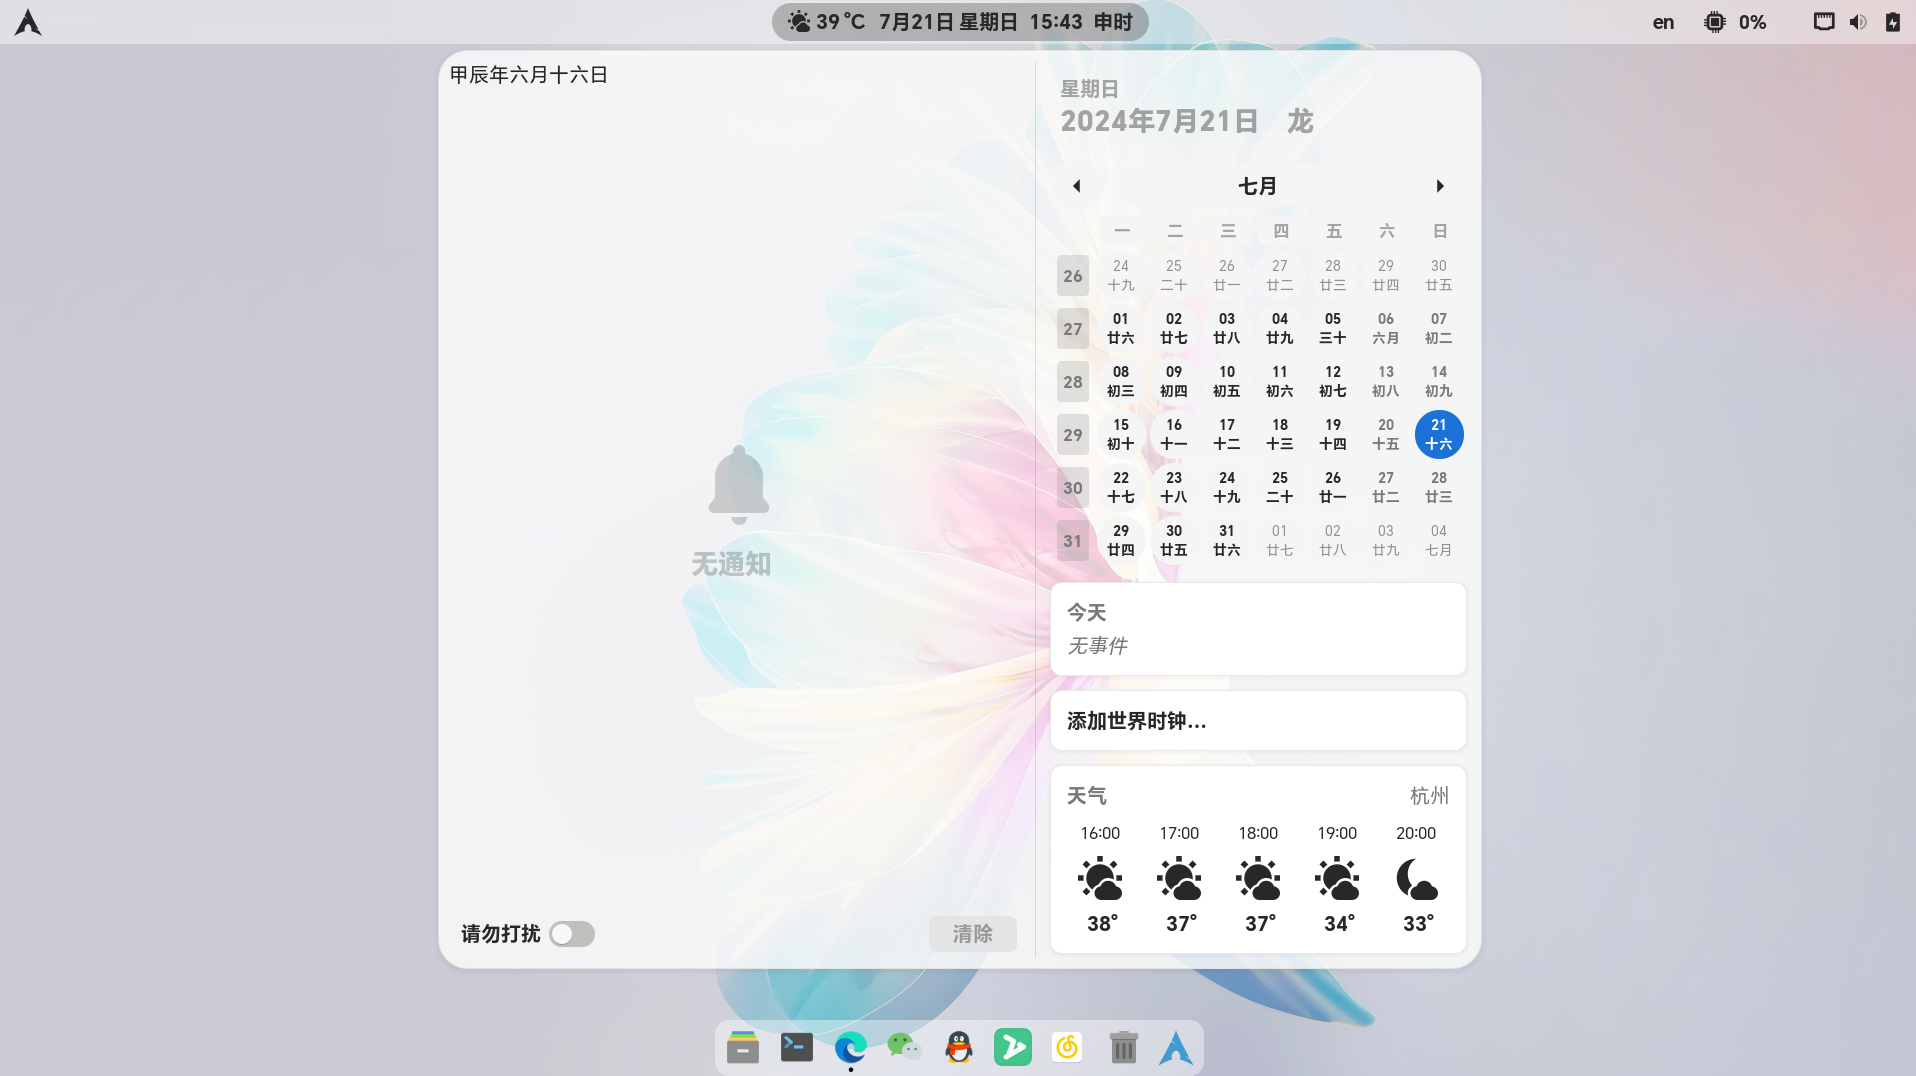 39 °C 7月21日 星期日 15:43 申时
en 0%
甲辰年六月十六日
无通知
请勿打扰
清除
星期日
2024年7月21日 龙
七月
一 二 三 四 五 六 日
26 24 25 26 27 28 29 30
十九 二十 廿一 廿二 廿三 廿四 廿五
27 01 02 03 04 05 06 07
廿六 廿七 廿八 廿九 三十 六月 初二
28 08 09 10 11 12 13 14
初三 初四 初五 初六 初七 初八 初九
29 15 16 17 18 19 20 21
初十 十一 十二 十三 十四 十五 十六
30 22 23 24 25 26 27 28
十七 十八 十九 二十 廿一 廿二 廿三
31 29 30 31 01 02 03 04
廿四 廿五 廿六 廿七 廿八 廿九 七月
今天
无事件
添加世界时钟…
天气 杭州
16:00 17:00 18:00 19:00 20:00
38° 37° 37° 34° 33°